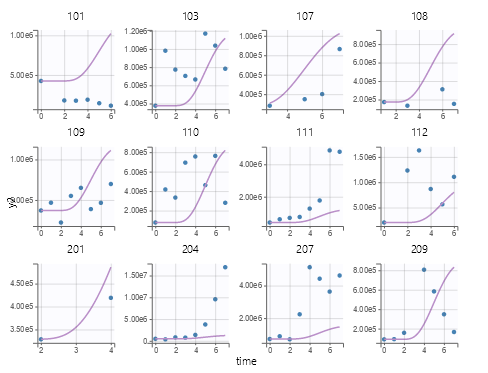 101
1.00e6
5.00e5
0 2 4 6
103
1.20e6
1.00e6
8.00e5
6.00e5
4.00e5
0 2 4 6
107
1.00e6
8.00e5
6.00e5
4.00e5
4 6
108
8.00e5
6.00e5
4.00e5
2.00e5
0 2 4 6
y2
109
1.00e6
0 2 4 6
110
8.00e5
6.00e5
4.00e5
2.00e5
0 2 4 6
111
4.00e6
2.00e6
0 2 4 6
112
1.50e6
1.00e6
5.00e5
0 2 4 6
201
4.50e5
4.00e5
3.50e5
2 3 4
204
1.50e7
1.00e7
5.00e6
0
0 2 4 6
207
4.00e6
2.00e6
0 2 4 6
209
8.00e5
6.00e5
4.00e5
2.00e5
0 2 4 6
time